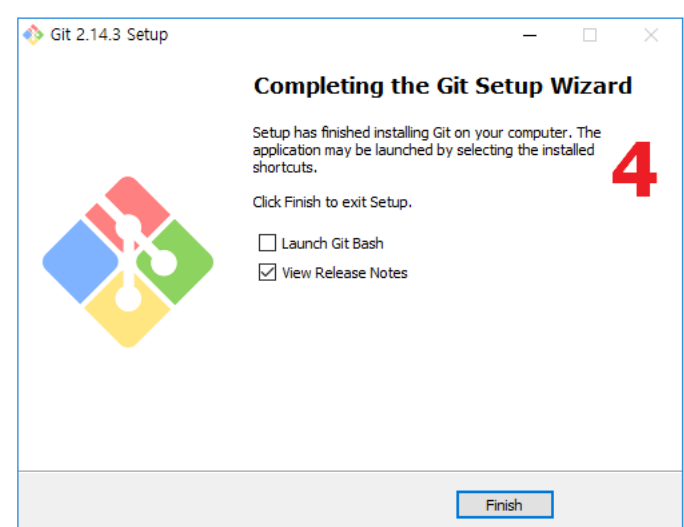 Git 2.14.3 Setup
Completing the Git Setup Wizard
Setup has finished installing Git on your computer. The
application may be launched by selecting the installed
shortcuts.
4
Click Finish to exit Setup.
Launch Git Bash
View Release Notes
Finish